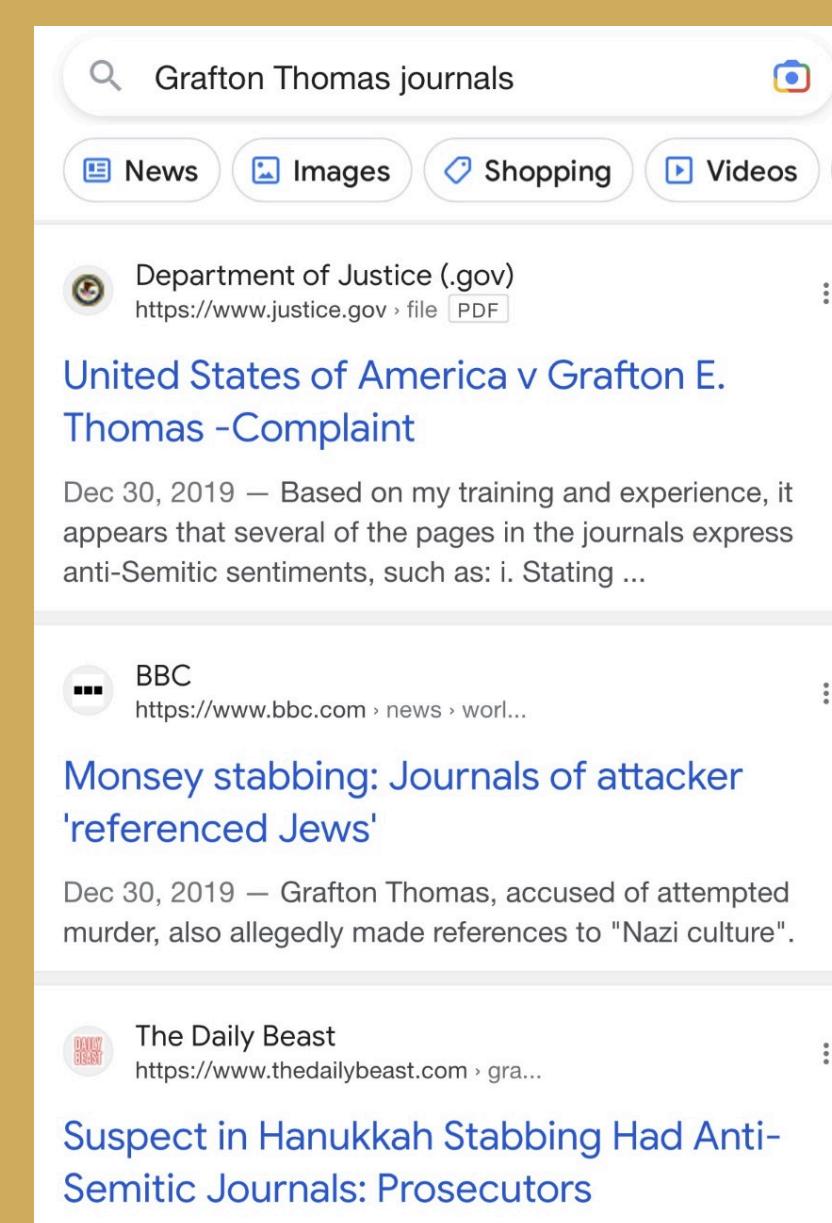 Grafton Thomas journals
News Images Shopping Videos
Department of Justice (.gov)
https://www.justice.gov › file PDF
United States of America v Grafton E.
Thomas -Complaint
Dec 30, 2019 — Based on my training and experience, it
appears that several of the pages in the journals express
anti-Semitic sentiments, such as: i. Stating ...
BBC
https://www.bbc.com › news › worl...
Monsey stabbing: Journals of attacker
'referenced Jews'
Dec 30, 2019 — Grafton Thomas, accused of attempted
murder, also allegedly made references to "Nazi culture".
DAILY
BEAST
The Daily Beast
https://www.thedailybeast.com › gra...
Suspect in Hanukkah Stabbing Had Anti-
Semitic Journals: Prosecutors